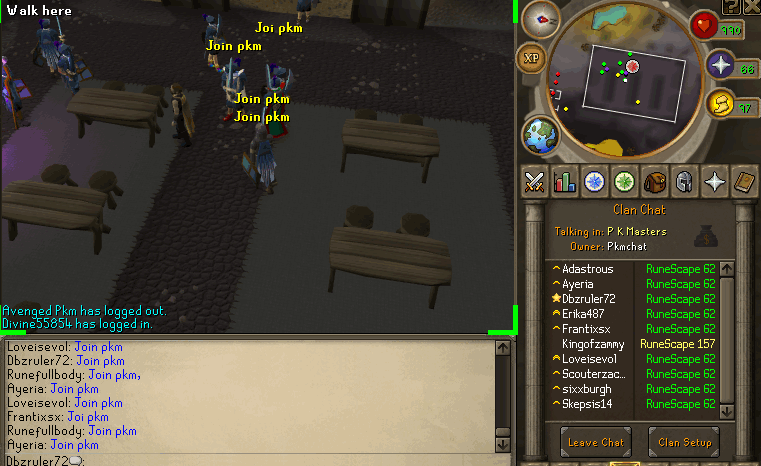 Walk here
Joi pkm
Join pkm
Join pkm
Join pkm
Avenged Pkm has logged out.
Divine55854 has logged in.
Loveisevol: Join pkm
Dbzruler72: Join pkm
Runefullbody: Join pkm,
Ayeria: Join pkm
Loveisevol: Join pkm
Frantixsx: Joi pkm
Runefullbody: Join pkm
Ayeria: Join pkm
Dbzruler72:
?
990
XP
66
97
Clan Chat
Talking in: P K Masters
Owner: Pkmchat
Adastrous RuneScape 62
Ayeria RuneScape 62
Dbzruler72 RuneScape 62
Erika487 RuneScape 62
Frantixsx RuneScape 62
Kingofzammy RuneScape 157
Loveisevol RuneScape 62
Scouterzac... RuneScape 62
sixxburgh RuneScape 62
Skepsis14 RuneScape 62
Leave Chat
Clan Setup